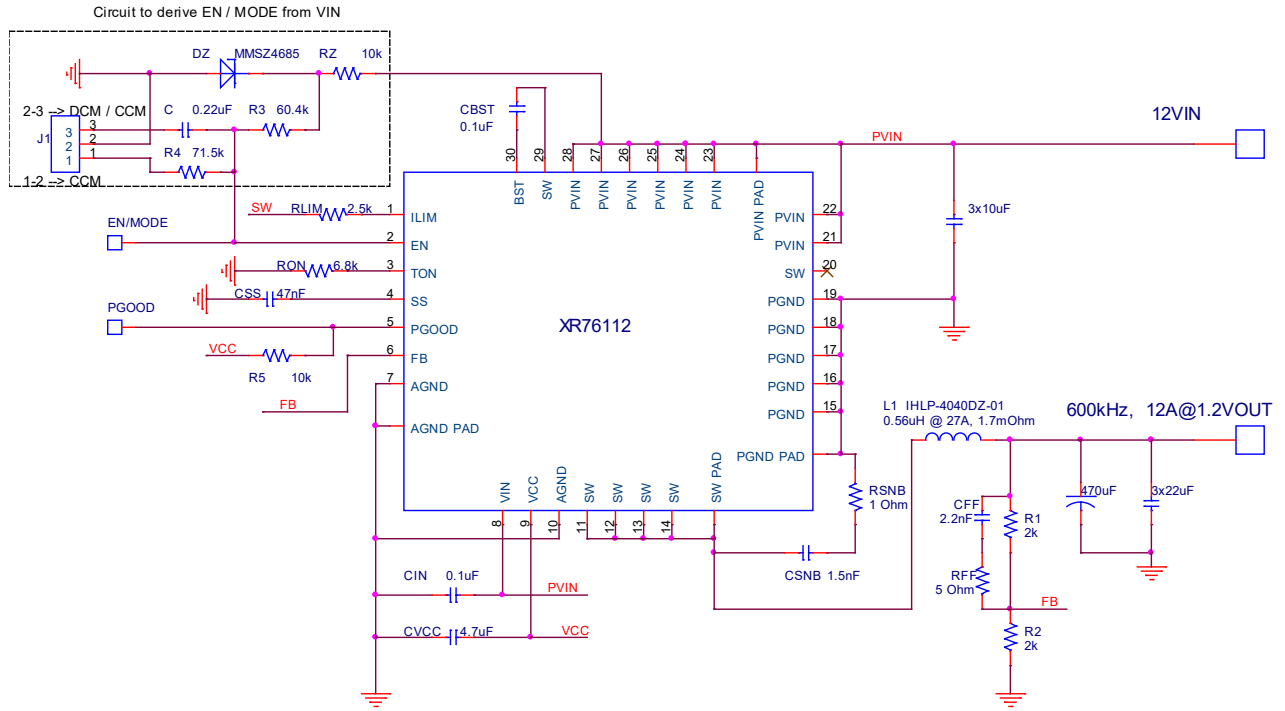 Circuit to derive EN / MODE from VIN
DZ MMSZ4685 RZ 10k
2-3 --> DCM / CCM
C 0.22uF R3 60.4k
J1
3 3
2 2
1 1
R4 71.5k
1-2 --> CCM
CBST
0.1uF
12VIN
PVIN
30 29 28 27 26 25 24 23
BST SW PVIN PVIN PVIN PVIN PVIN PVIN PVIN PAD
SW RLIM 2.5k 1 ILIM
EN/MODE
2 EN
RON 6.8k 3 TON
CSS 47nF 4 SS
PGOOD
5 PGOOD
VCC
R5 10k
6 FB
FB
7 AGND
AGND PAD
XR76112
PVIN 22
PVIN 21
SW 20
PGND 19
PGND 18
PGND 17
PGND 16
PGND 15
PGND PAD
3x10uF
VIN VCC AGND SW SW SW SW SW PAD
8 9 10 11 12 13 14
RSNB
1 Ohm
CSNB 1.5nF
CIN 0.1uF PVIN
CVCC 4.7uF VCC
L1 IHLP-4040DZ-01
0.56uH @ 27A, 1.7mOhm
600kHz, 12A@1.2VOUT
470uF 3x22uF
CFF
2.2nF
R1
2k
RFF
5 Ohm
FB
R2
2k